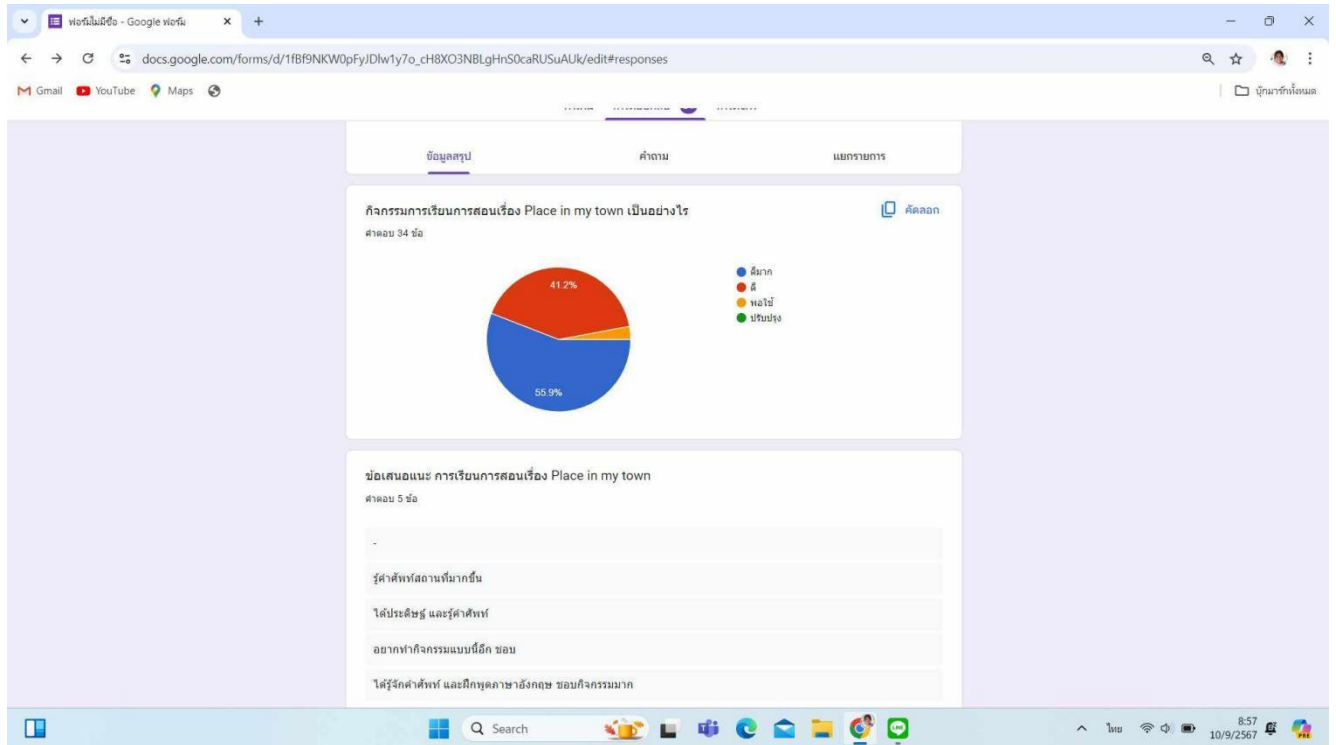 ฟอร์มไม่มีชื่อ - Google ฟอร์ม
docs.google.com/forms/d/1fBf9NKW0pFyJDlw1y7o_cH8XO3NBLgHnS0caRUSuAUk/edit#responses
Gmail YouTube Maps บุ๊กมาร์กทั้งหมด
ข้อมูลสรุป คำถาม แยกรายการ
กิจกรรมการเรียนการสอนเรื่อง Place in my town เป็นอย่างไร คัดลอก
คำตอบ 34 ข้อ
ดีมาก
ดี
พอใช้
ปรับปรุง
41.2%
55.9%
ข้อเสนอแนะ การเรียนการสอนเรื่อง Place in my town
คำตอบ 5 ข้อ
-
รู้คำศัพท์สถานที่มากขึ้น
ได้ประดิษฐ์ และรู้คำศัพท์
อยากทำกิจกรรมแบบนี้อีก ชอบ
ได้รู้จักคำศัพท์ และฝึกพูดภาษาอังกฤษ ชอบกิจกรรมมาก
Search ไทย 8:57
10/9/2567